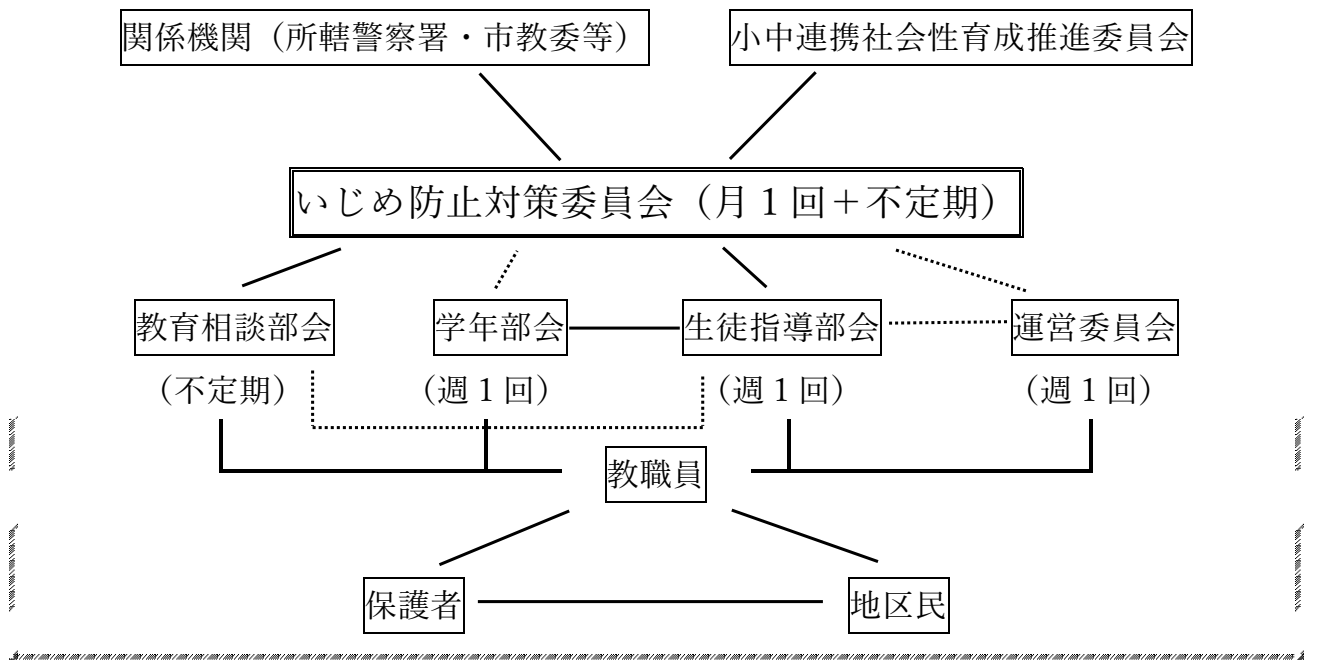 関係機関（所轄警察署・市教委等）
小中連携社会性育成推進委員会
いじめ防止対策委員会（月１回＋不定期）
教育相談部会
学年部会
生徒指導部会
運営委員会
（不定期）
（週１回）
（週１回）
（週１回）
教職員
保護者
地区民